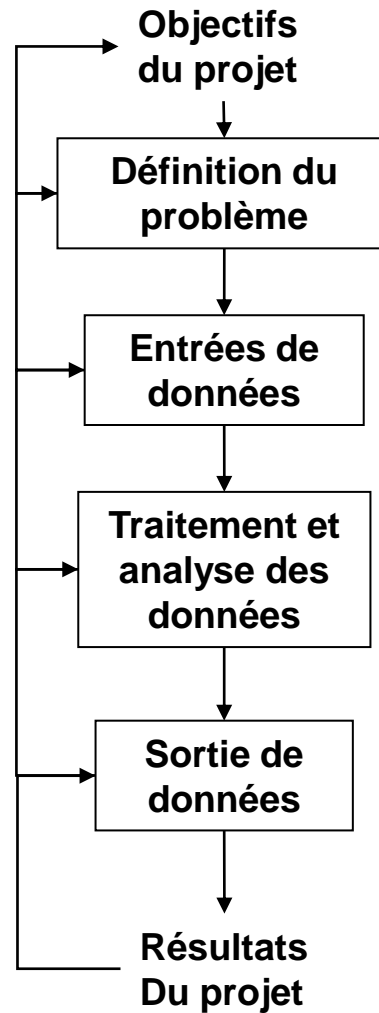 Objectifs
du projet
Définition du
problème
Entrées de
données
Traitement et
analyse des
données
Sortie de
données
Résultats
Du projet